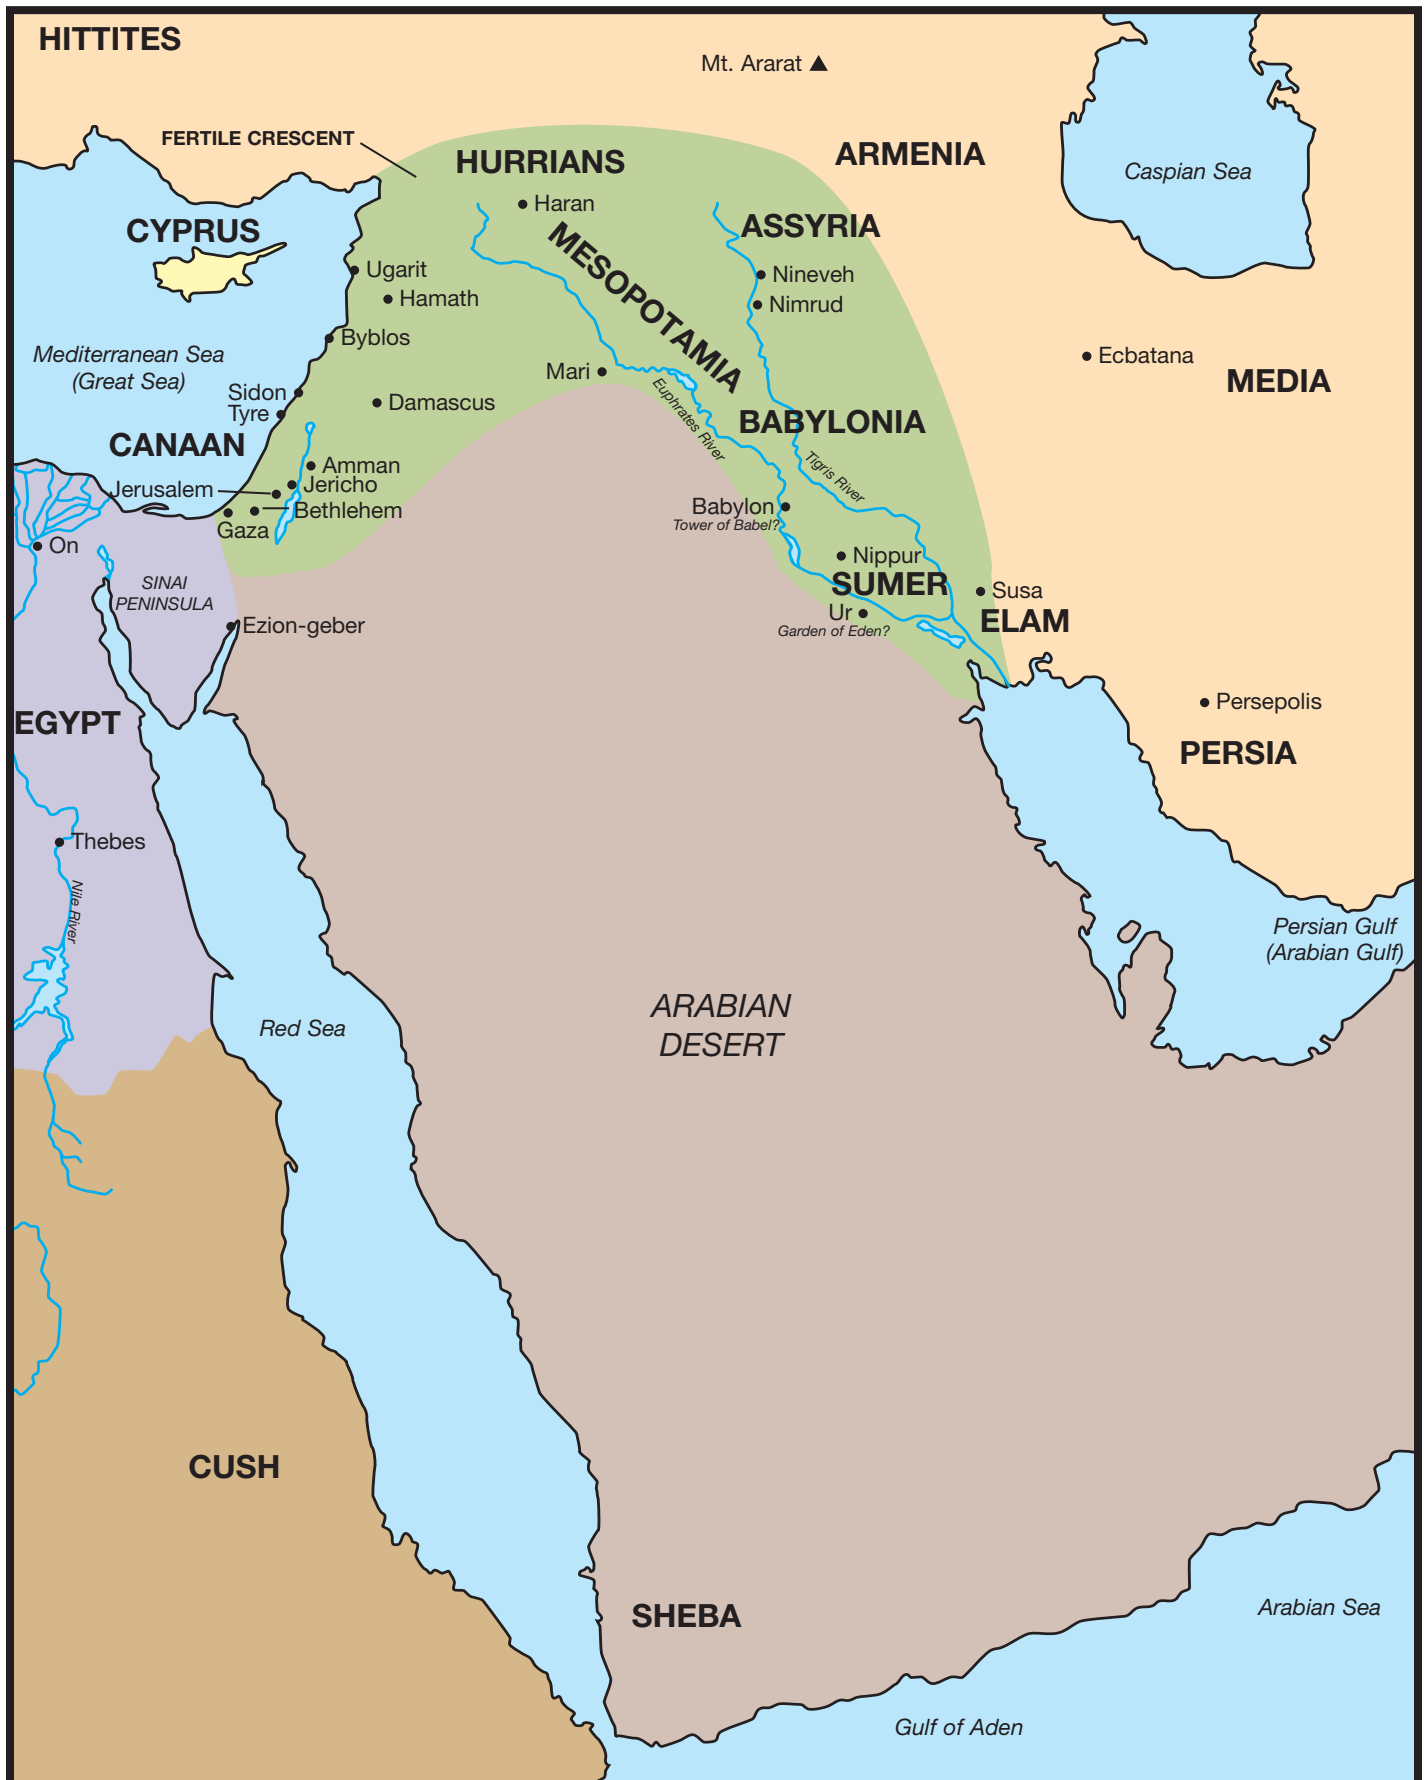 HITTITES
Mt. Ararat
FERTILE CRESCENT
HURRIANS
ARMENIA
Caspian Sea
Haran
CYPRUS
ASSYRIA
MESOPOTAMIA
Ugarit
Nineveh
Hamath
Nimrud
Byblos
Mediterranean Sea
(Great Sea)
Ecbatana
Mari
MEDIA
Sidon
Damascus
Tyre
Euphrates River
BABYLONIA
CANAAN
Amman
Tigris River
Jericho
Jerusalem
Bethlehem
Babylon
Tower of Babel?
Gaza
On
Nippur
SINAI
PENINSULA
SUMER
Susa
Ur
Garden of Eden?
ELAM
Ezion-geber
Persepolis
EGYPT
PERSIA
Thebes
Nile River
Persian Gulf
(Arabian Gulf)
ARABIAN
DESERT
Red Sea
CUSH
SHEBA
Arabian Sea
Gulf of Aden